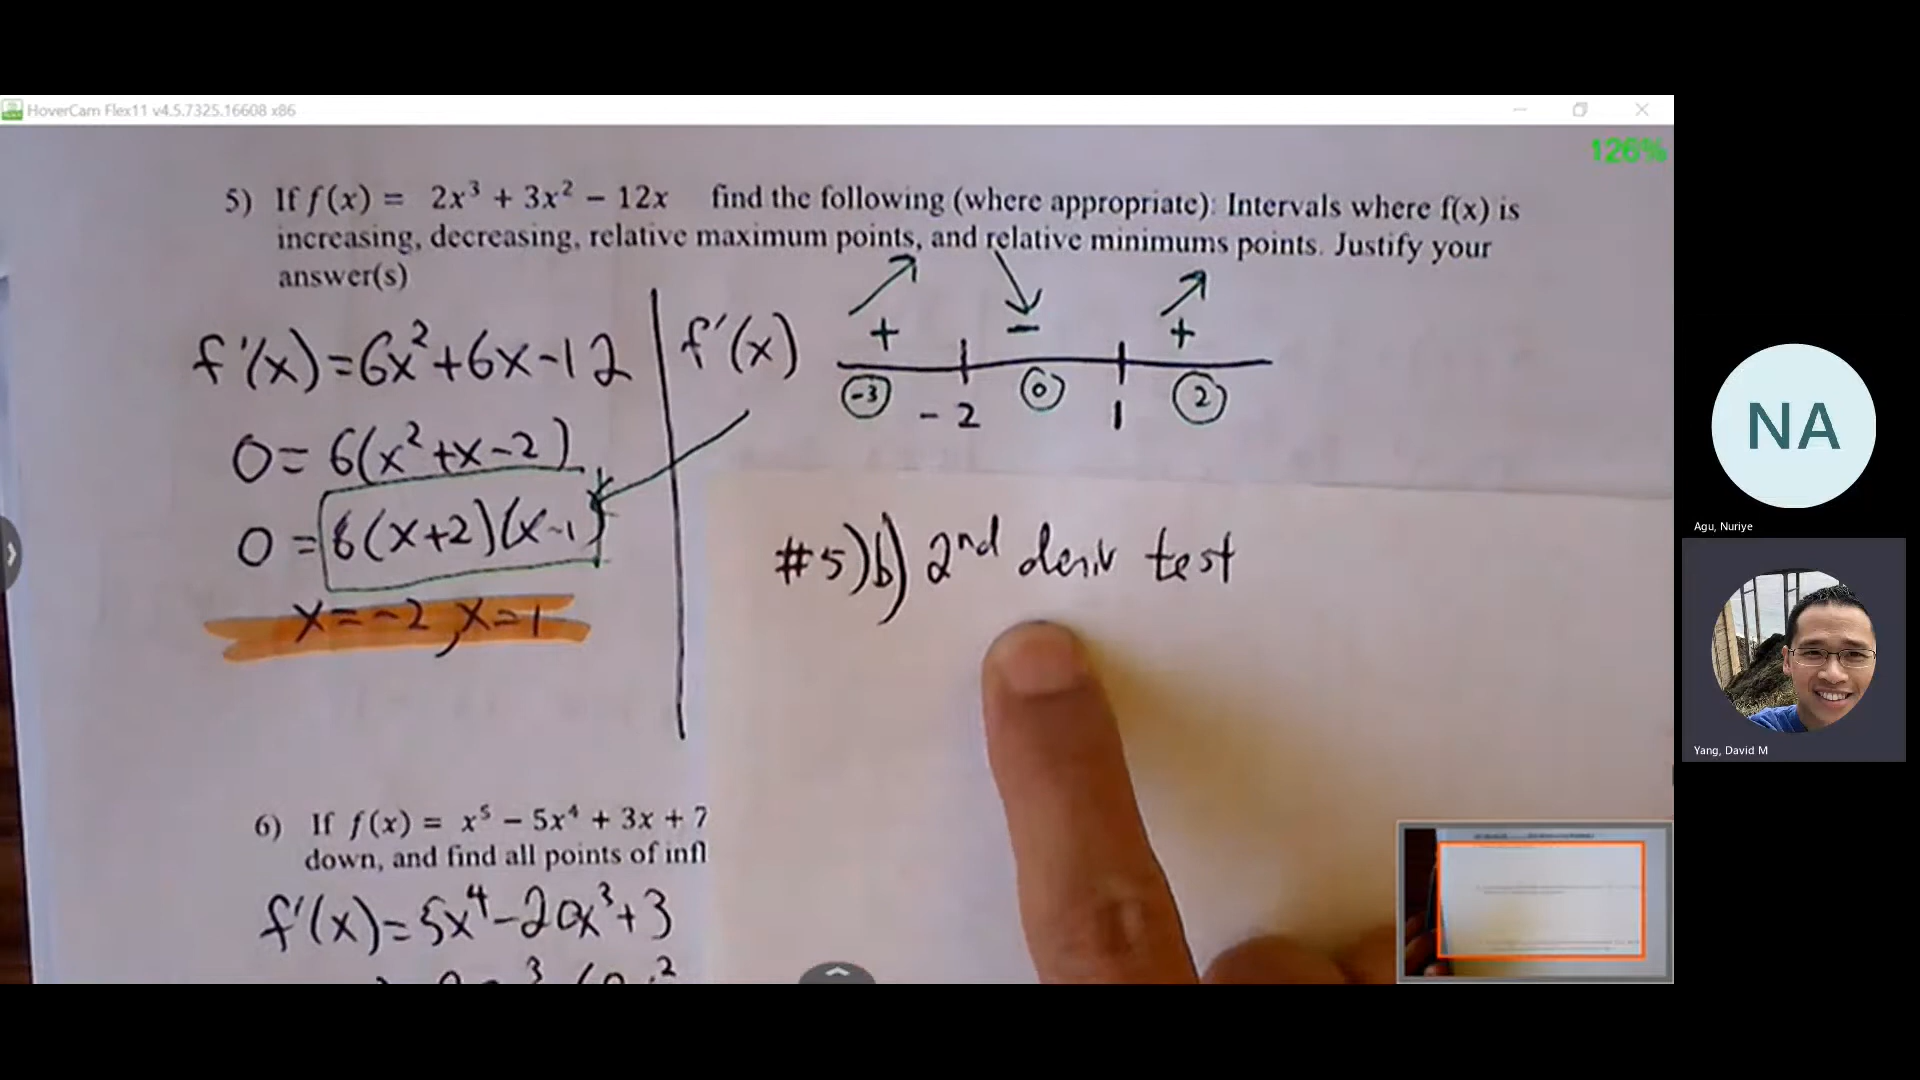 HoverCam Flex11 v4.5.7325.16608 x86
126%
5) If f(x) = 2x³ + 3x² − 12x find the following (where appropriate): Intervals where f(x) is
increasing, decreasing, relative maximum points, and relative minimums points. Justify your
answer(s)
f'(x)=6x²+6x-12
0= 6(x²+x-2)
0 = 6(x+2)(x-1)
x=-2, x=1
f'(x)
+ − +
-3 -2 0 1 2
#5)b) 2nd deriv test
6) If f(x) = x⁵ − 5x⁴ + 3x + 7
down, and find all points of infl
f'(x)=5x⁴-20x³+3
NA
Agu, Nuriye
Yang, David M